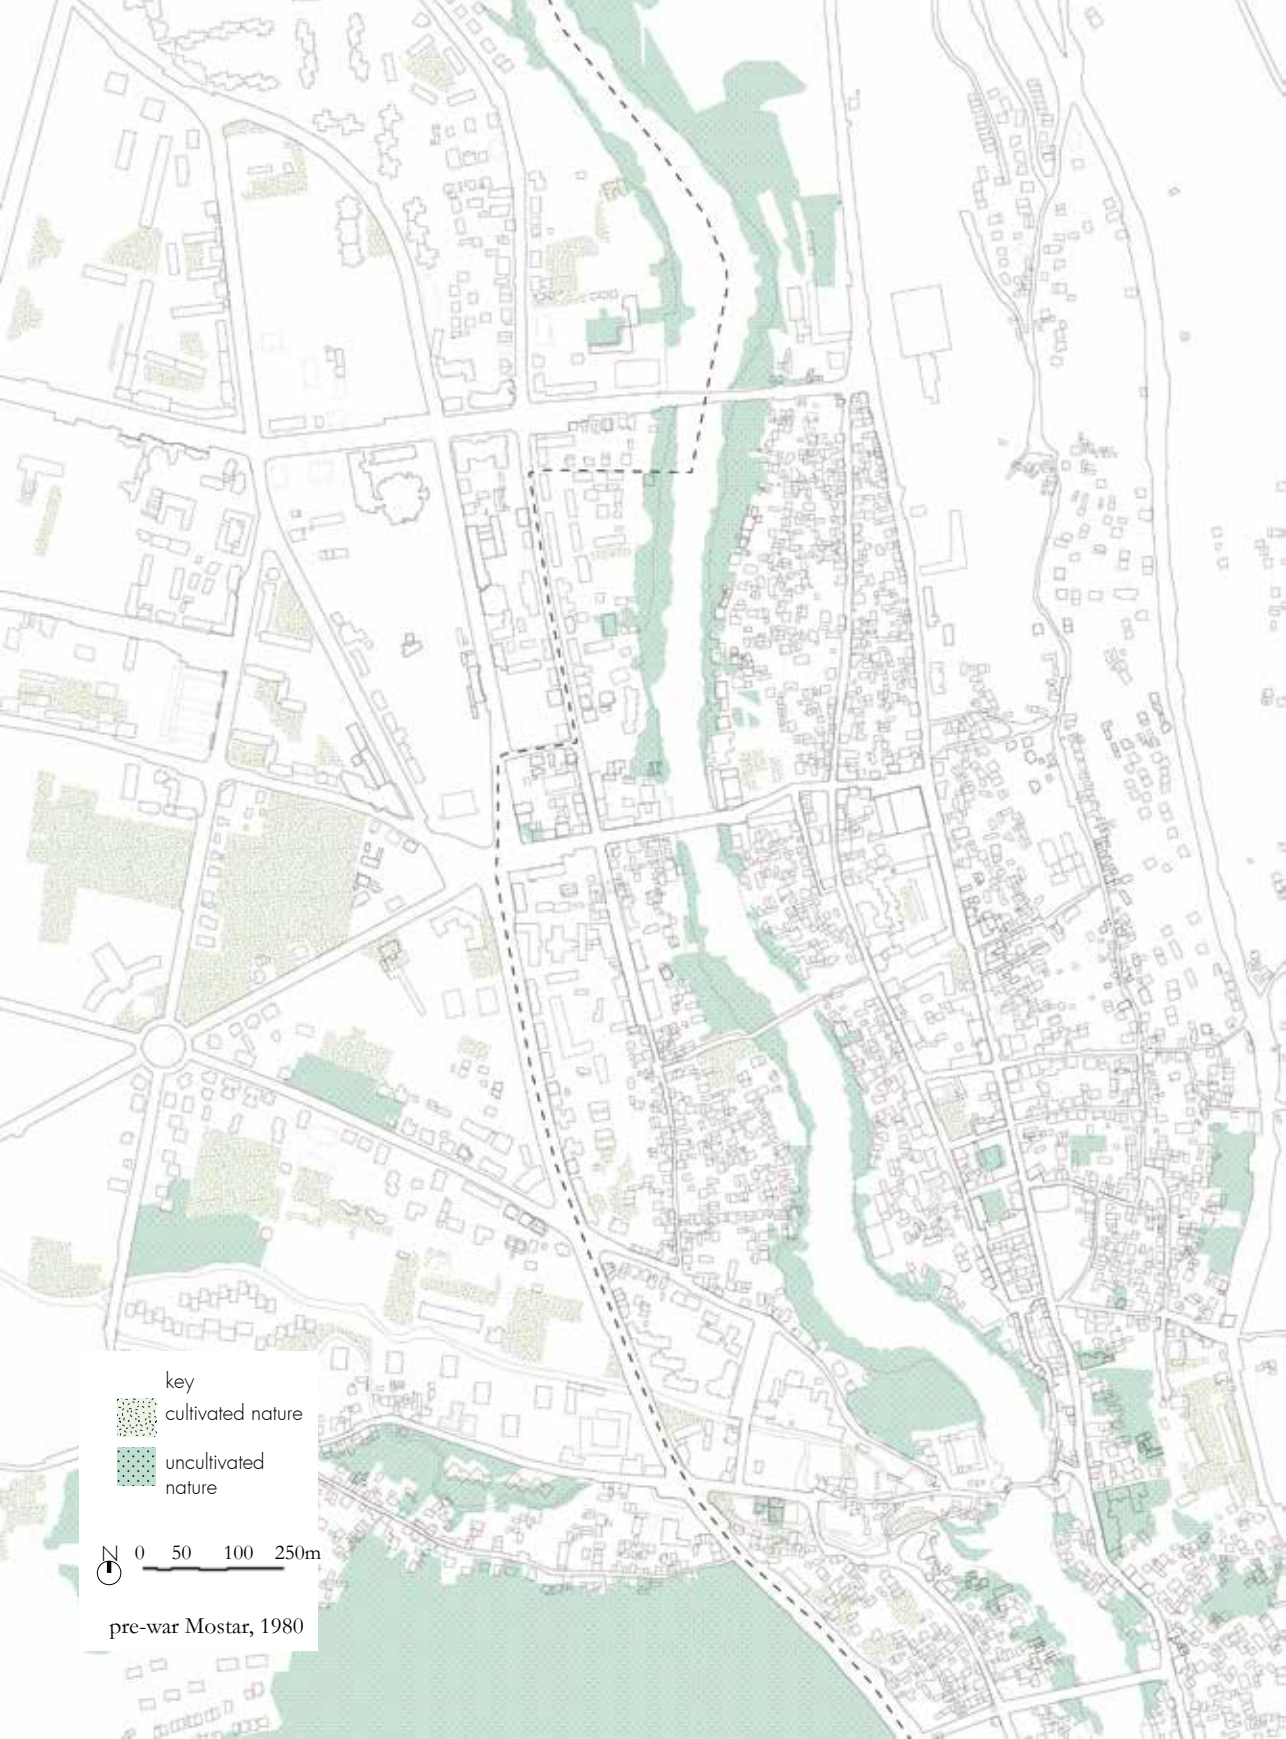 key
cultivated nature
uncultivated
nature
N 0 50 100 250m
pre-war Mostar, 1980